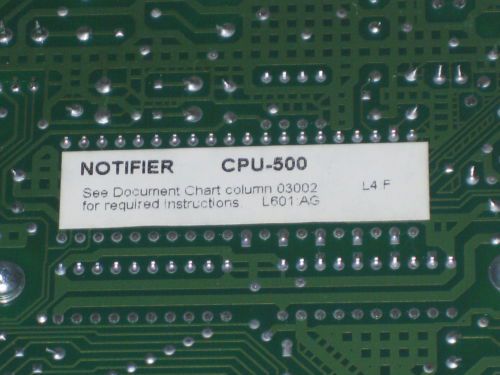 NOTIFIER CPU-500
See Document Chart column 03002 L4:F
for required Instructions. L601:AG